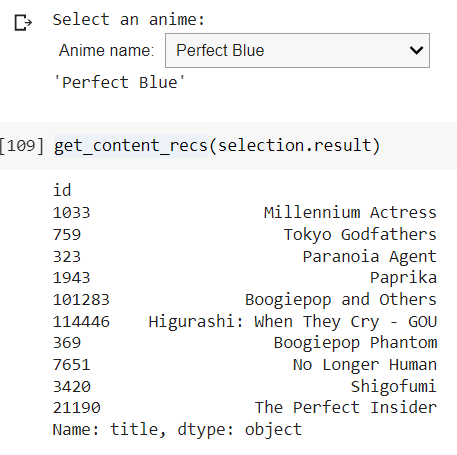 Select an anime:
Anime name: Perfect Blue
'Perfect Blue'
[109] get_content_recs(selection.result)
id
1033 Millennium Actress
759 Tokyo Godfathers
323 Paranoia Agent
1943 Paprika
101283 Boogiepop and Others
114446 Higurashi: When They Cry - GOU
369 Boogiepop Phantom
7651 No Longer Human
3420 Shigofumi
21190 The Perfect Insider
Name: title, dtype: object